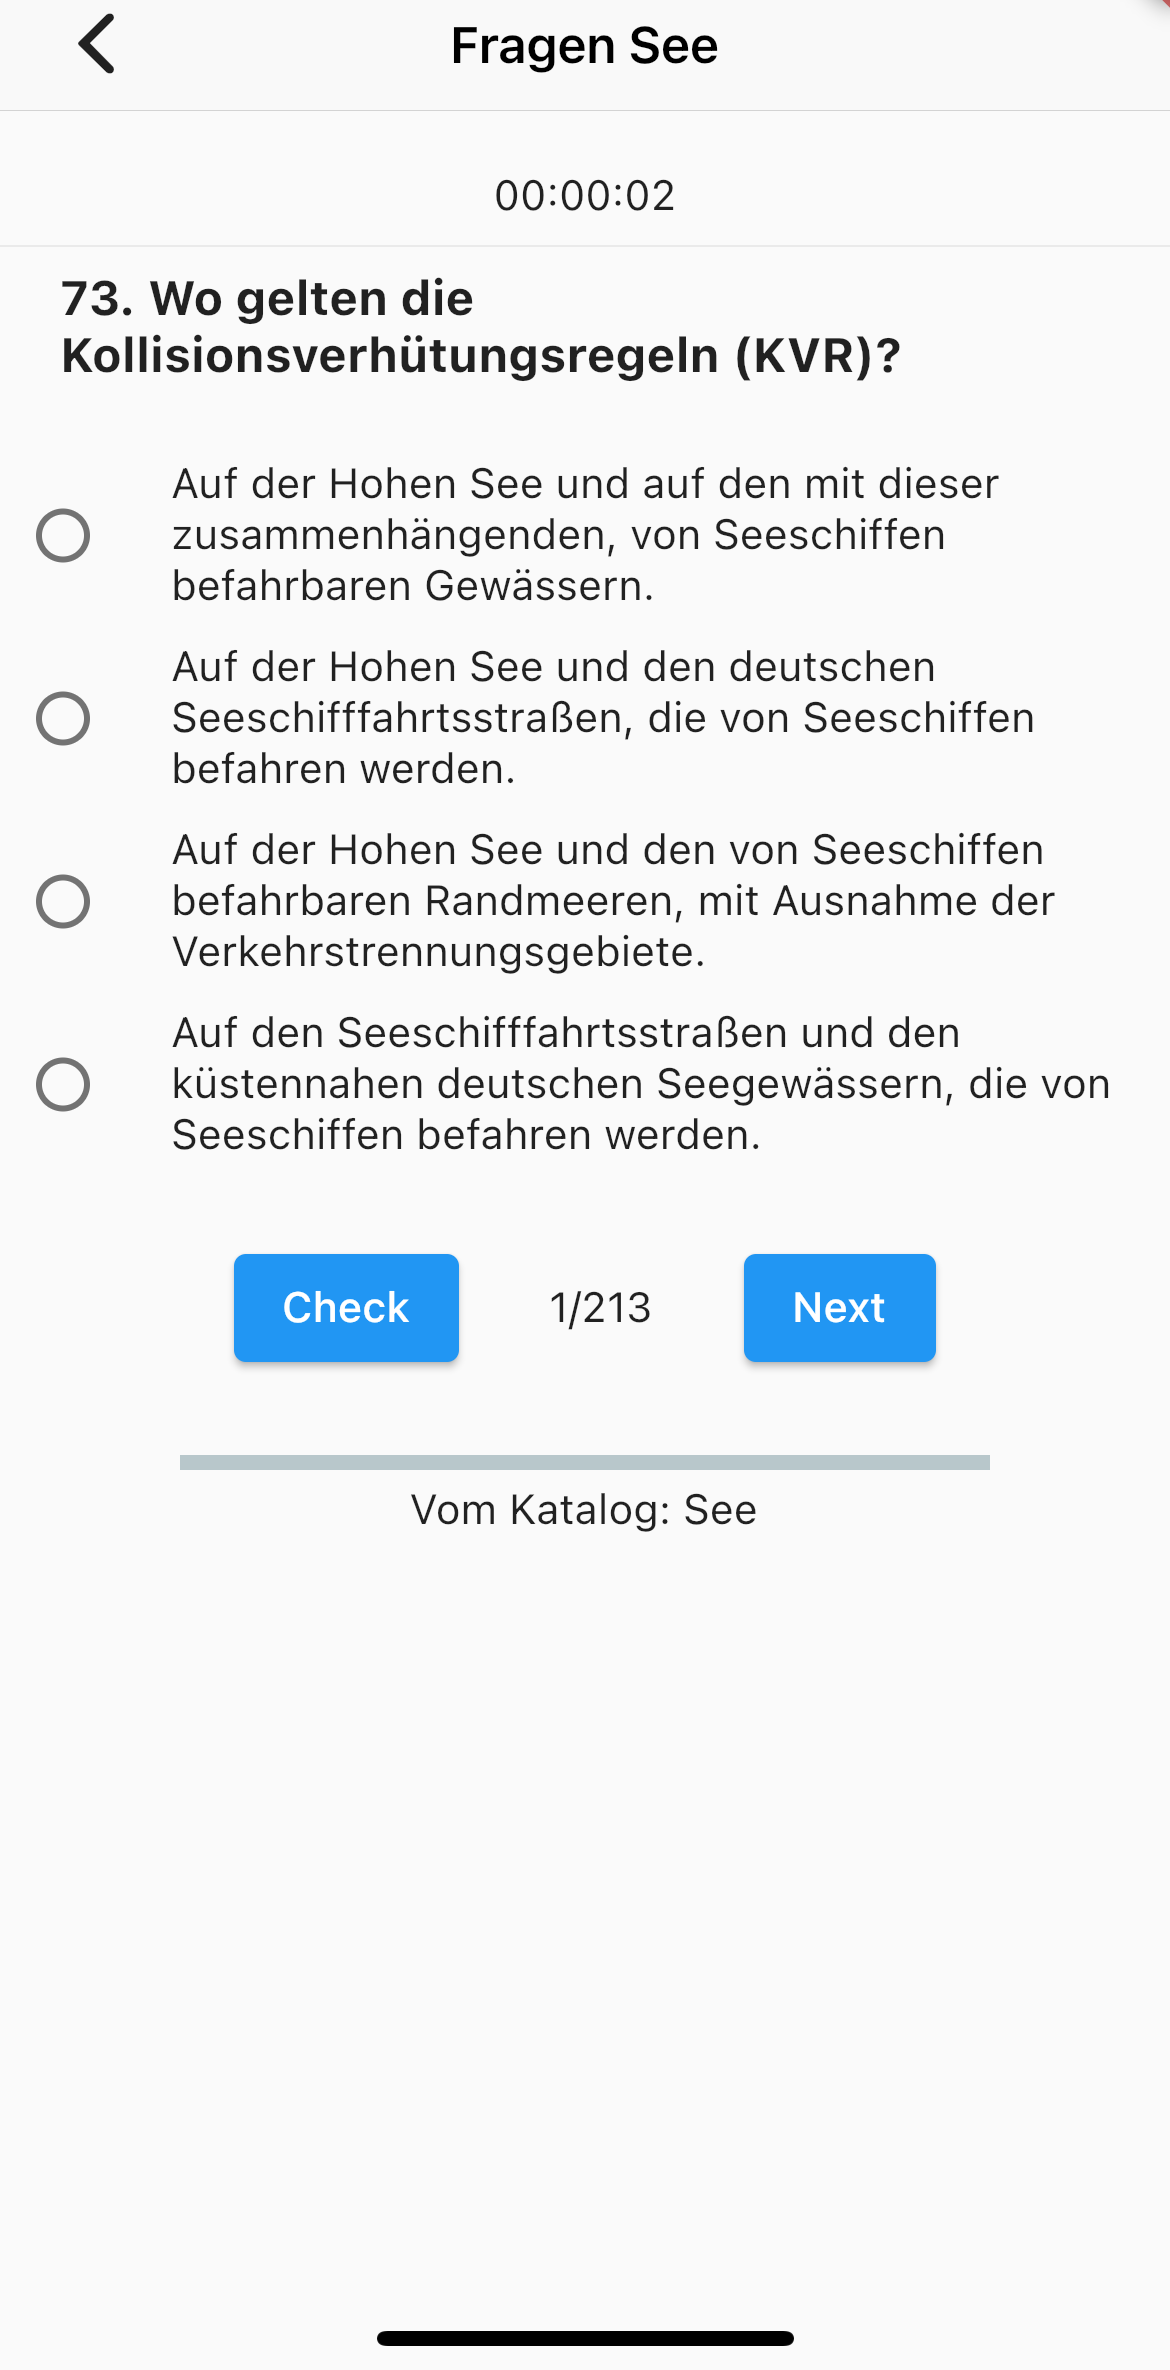 Fragen See
00:00:02
73. Wo gelten die
Kollisionsverhütungsregeln (KVR)?
Auf der Hohen See und auf den mit dieser
zusammenhängenden, von Seeschiffen
befahrbaren Gewässern.
Auf der Hohen See und den deutschen
Seeschifffahrtsstraßen, die von Seeschiffen
befahren werden.
Auf der Hohen See und den von Seeschiffen
befahrbaren Randmeeren, mit Ausnahme der
Verkehrstrennungsgebiete.
Auf den Seeschifffahrtsstraßen und den
küstennahen deutschen Seegewässern, die von
Seeschiffen befahren werden.
Check 1/213 Next
Vom Katalog: See